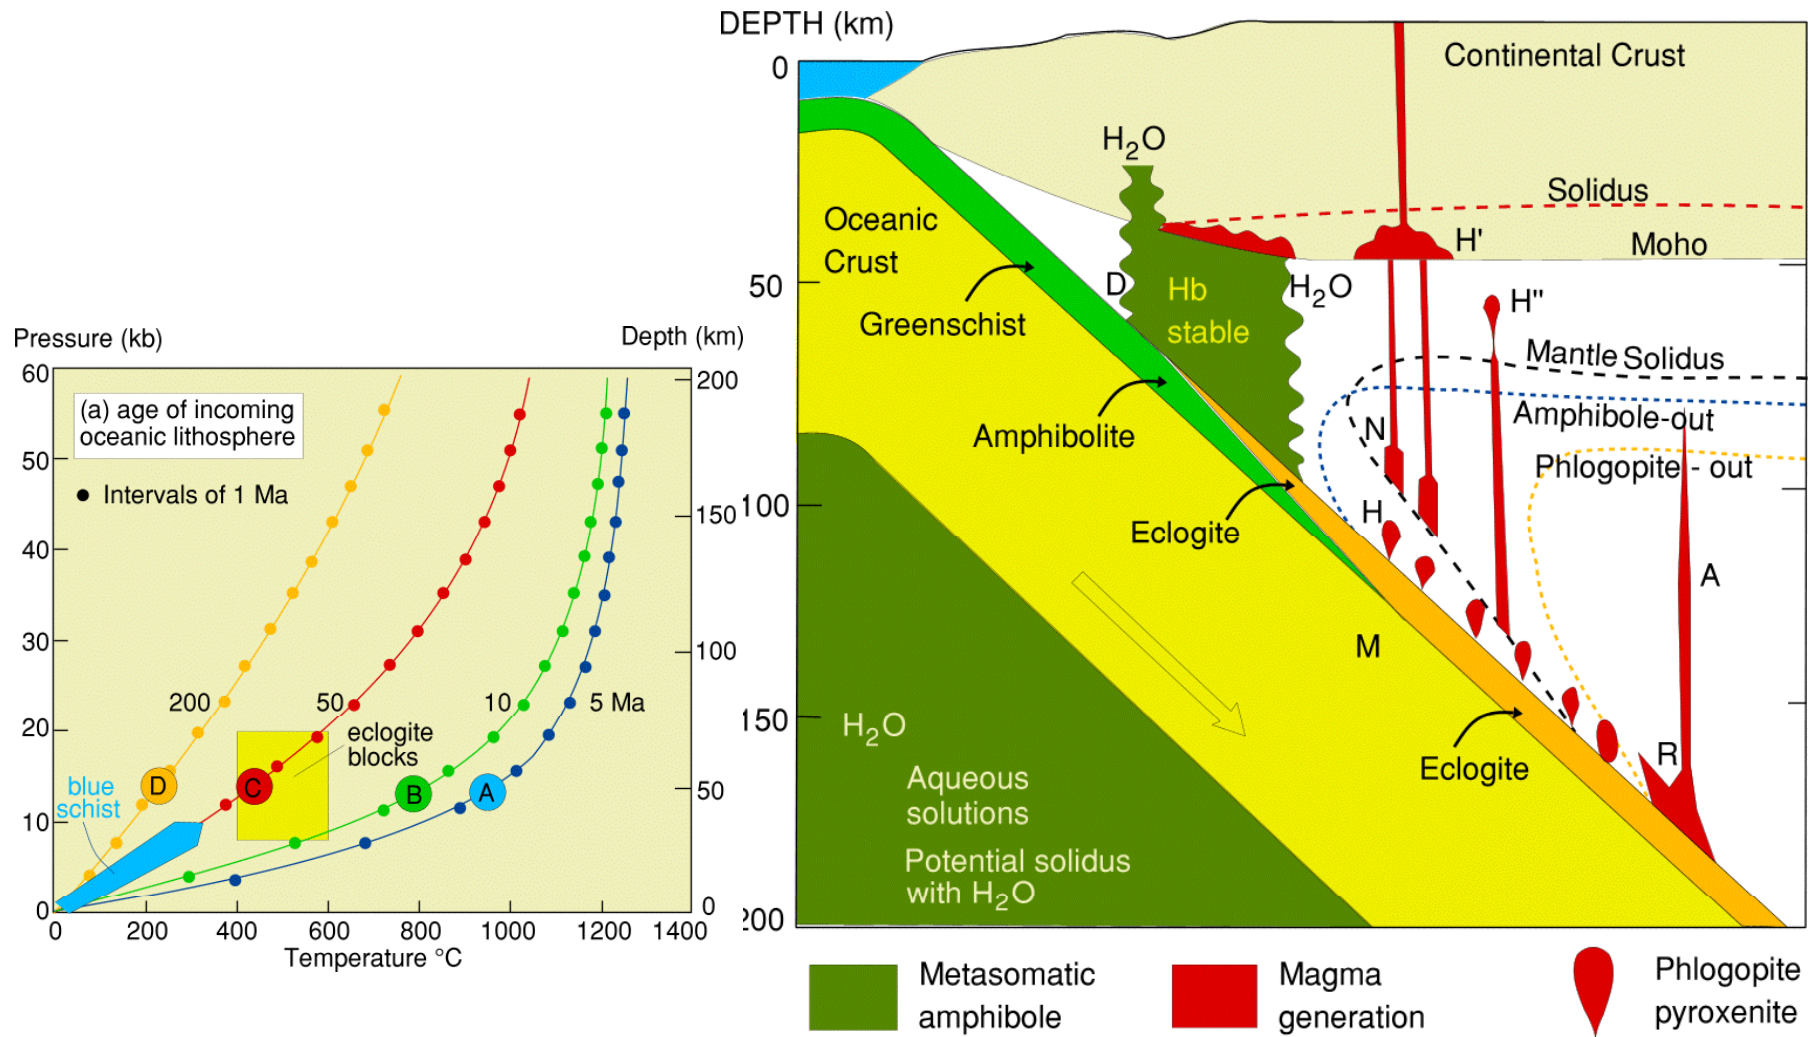 Pressure (kb)
Depth (km)
60
50
40
30
20
10
0
200
150
100
50
0
(a) age of incoming
oceanic lithosphere
Intervals of 1 Ma
200
50
10
5 Ma
eclogite
blocks
blue
schist
D
C
B
A
0
200
400
600
800
1000
1200
1400
Temperature °C
DEPTH (km)
0
50
100
150
200
Continental Crust
H₂O
Solidus
Oceanic
Crust
H'
Moho
D
Hb
stable
H₂O
H"
Greenschist
Mantle Solidus
Amphibole-out
N
Amphibolite
Phlogopite - out
H
Eclogite
A
M
H₂O
R
Eclogite
Aqueous
solutions
Potential solidus
with H₂O
Metasomatic
amphibole
Magma
generation
Phlogopite
pyroxenite